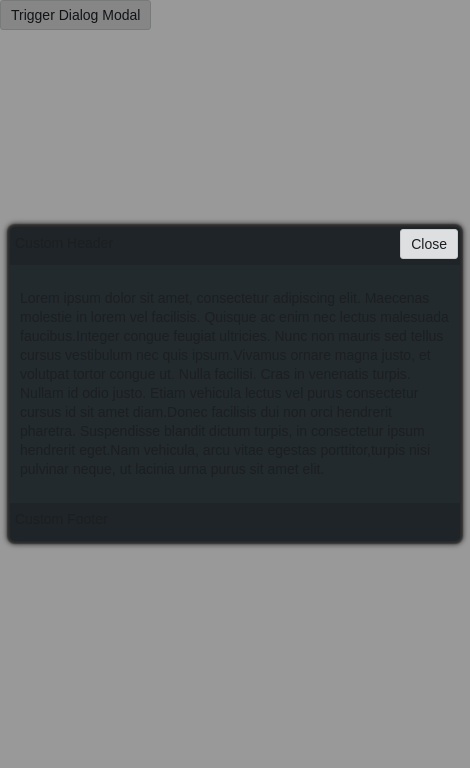 Trigger Dialog Modal
Custom Header
Close
Lorem ipsum dolor sit amet, consectetur adipiscing elit. Maecenas
molestie in lorem vel facilisis. Quisque ac enim nec lectus malesuada
faucibus.Integer congue feugiat ultricies. Nunc non mauris sed tellus
cursus vestibulum nec quis ipsum.Vivamus ornare magna justo, et
volutpat tortor congue ut. Nulla facilisi. Cras in venenatis turpis.
Nullam id odio justo. Etiam vehicula lectus vel purus consectetur
cursus id sit amet diam.Donec facilisis dui non orci hendrerit
pharetra. Suspendisse blandit dictum turpis, in consectetur ipsum
hendrerit eget.Nam vehicula, arcu vitae egestas porttitor,turpis nisi
pulvinar neque, ut lacinia urna purus sit amet elit.
Custom Footer